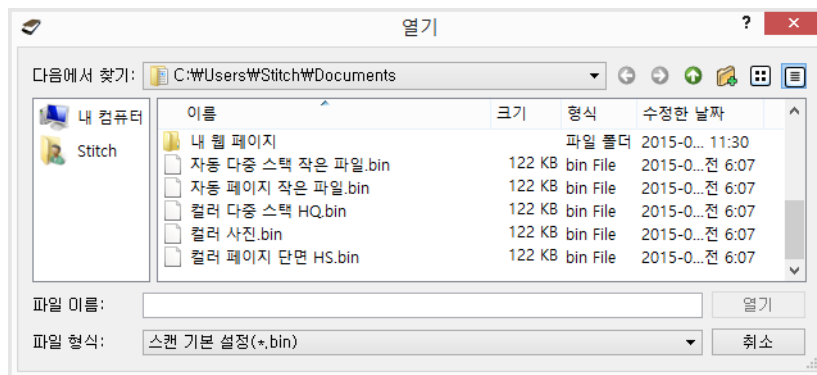 열기
?
다음에서 찾기: C:₩Users₩Stitch₩Documents
내 컴퓨터
Stitch
이름 크기 형식 수정한 날짜
내 웹 페이지 파일 폴더 2015-0... 11:30
자동 다중 스택 작은 파일.bin 122 KB bin File 2015-0...전 6:07
자동 페이지 작은 파일.bin 122 KB bin File 2015-0...전 6:07
컬러 다중 스택 HQ.bin 122 KB bin File 2015-0...전 6:07
컬러 사진.bin 122 KB bin File 2015-0...전 6:07
컬러 페이지 단면 HS.bin 122 KB bin File 2015-0...전 6:07
파일 이름: 열기
파일 형식: 스캔 기본 설정(*.bin) 취소